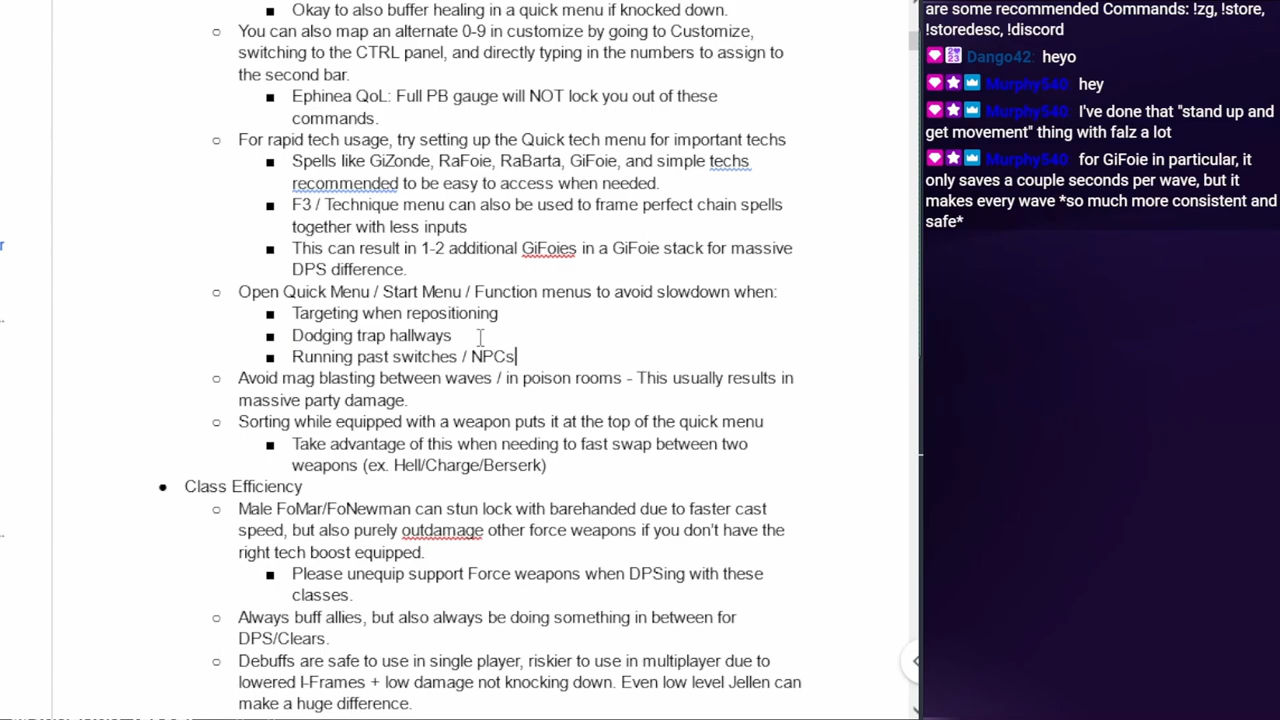 Okay to also buffer healing in a quick menu if knocked down.
You can also map an alternate 0-9 in customize by going to Customize,
switching to the CTRL panel, and directly typing in the numbers to assign to
the second bar.
Ephinea QoL: Full PB gauge will NOT lock you out of these
commands.
For rapid tech usage, try setting up the Quick tech menu for important techs
Spells like GiZonde, RaFoie, RaBarta, GiFoie, and simple techs
recommended to be easy to access when needed.
F3 / Technique menu can also be used to frame perfect chain spells
together with less inputs
This can result in 1-2 additional GiFoies in a GiFoie stack for massive
DPS difference.
Open Quick Menu / Start Menu / Function menus to avoid slowdown when:
Targeting when repositioning
Dodging trap hallways
Running past switches / NPCs
Avoid mag blasting between waves / in poison rooms - This usually results in
massive party damage.
Sorting while equipped with a weapon puts it at the top of the quick menu
Take advantage of this when needing to fast swap between two
weapons (ex. Hell/Charge/Berserk)
Class Efficiency
Male FoMar/FoNewman can stun lock with barehanded due to faster cast
speed, but also purely outdamage other force weapons if you don't have the
right tech boost equipped.
Please unequip support Force weapons when DPSing with these
classes.
Always buff allies, but also always be doing something in between for
DPS/Clears.
Debuffs are safe to use in single player, riskier to use in multiplayer due to
lowered I-Frames + low damage not knocking down. Even low level Jellen can
make a huge difference.
are some recommended Commands: !zg, !store,
!storedesc, !discord
Dango42: heyo
Murphy540: hey
Murphy540: I've done that "stand up and
get movement" thing with falz a lot
Murphy540: for GiFoie in particular, it
only saves a couple seconds per wave, but it
makes every wave *so much more consistent and
safe*